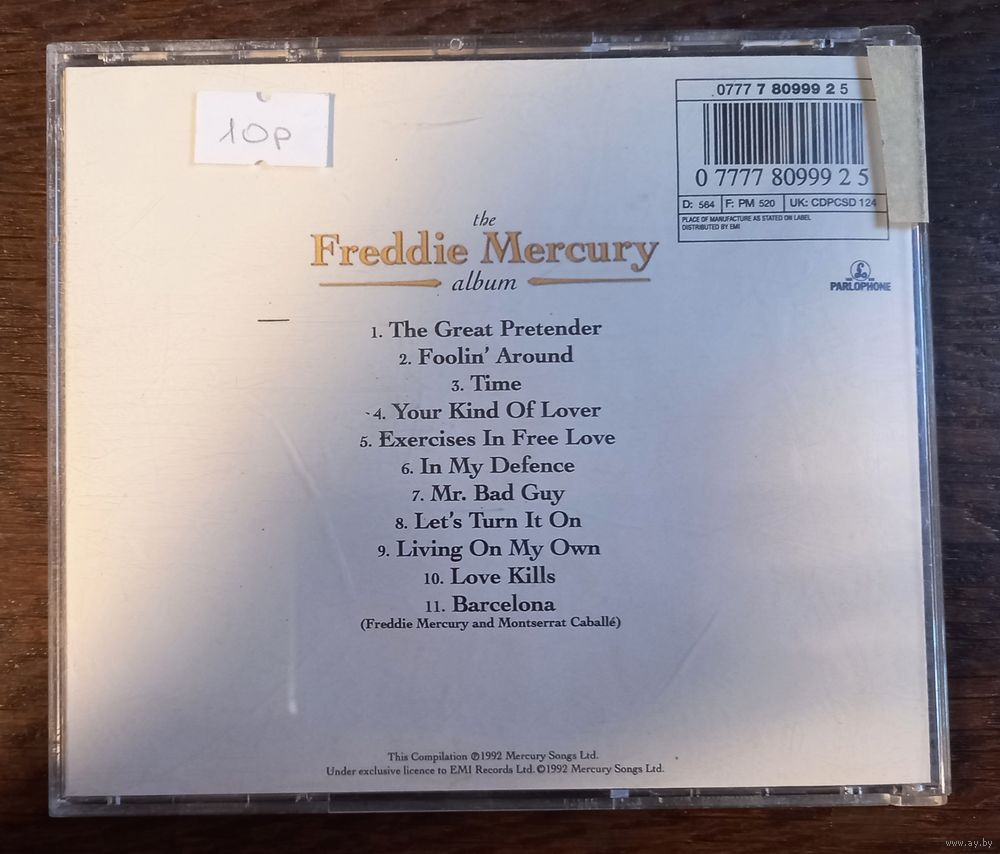 10р
0777 7 80999 2 5
0 7777 80999 2 5
D: 564 F: PM 520 UK: CDPCSD 124
PLACE OF MANUFACTURE AS STATED ON LABEL
DISTRIBUTED BY EMI
PARLOPHONE
the
Freddie Mercury
album
1. The Great Pretender
2. Foolin' Around
3. Time
4. Your Kind Of Lover
5. Exercises In Free Love
6. In My Defence
7. Mr. Bad Guy
8. Let's Turn It On
9. Living On My Own
10. Love Kills
11. Barcelona
(Freddie Mercury and Montserrat Caballé)
This Compilation ℗1992 Mercury Songs Ltd.
Under exclusive licence to EMI Records Ltd. ©1992 Mercury Songs Ltd.
www.ay.by